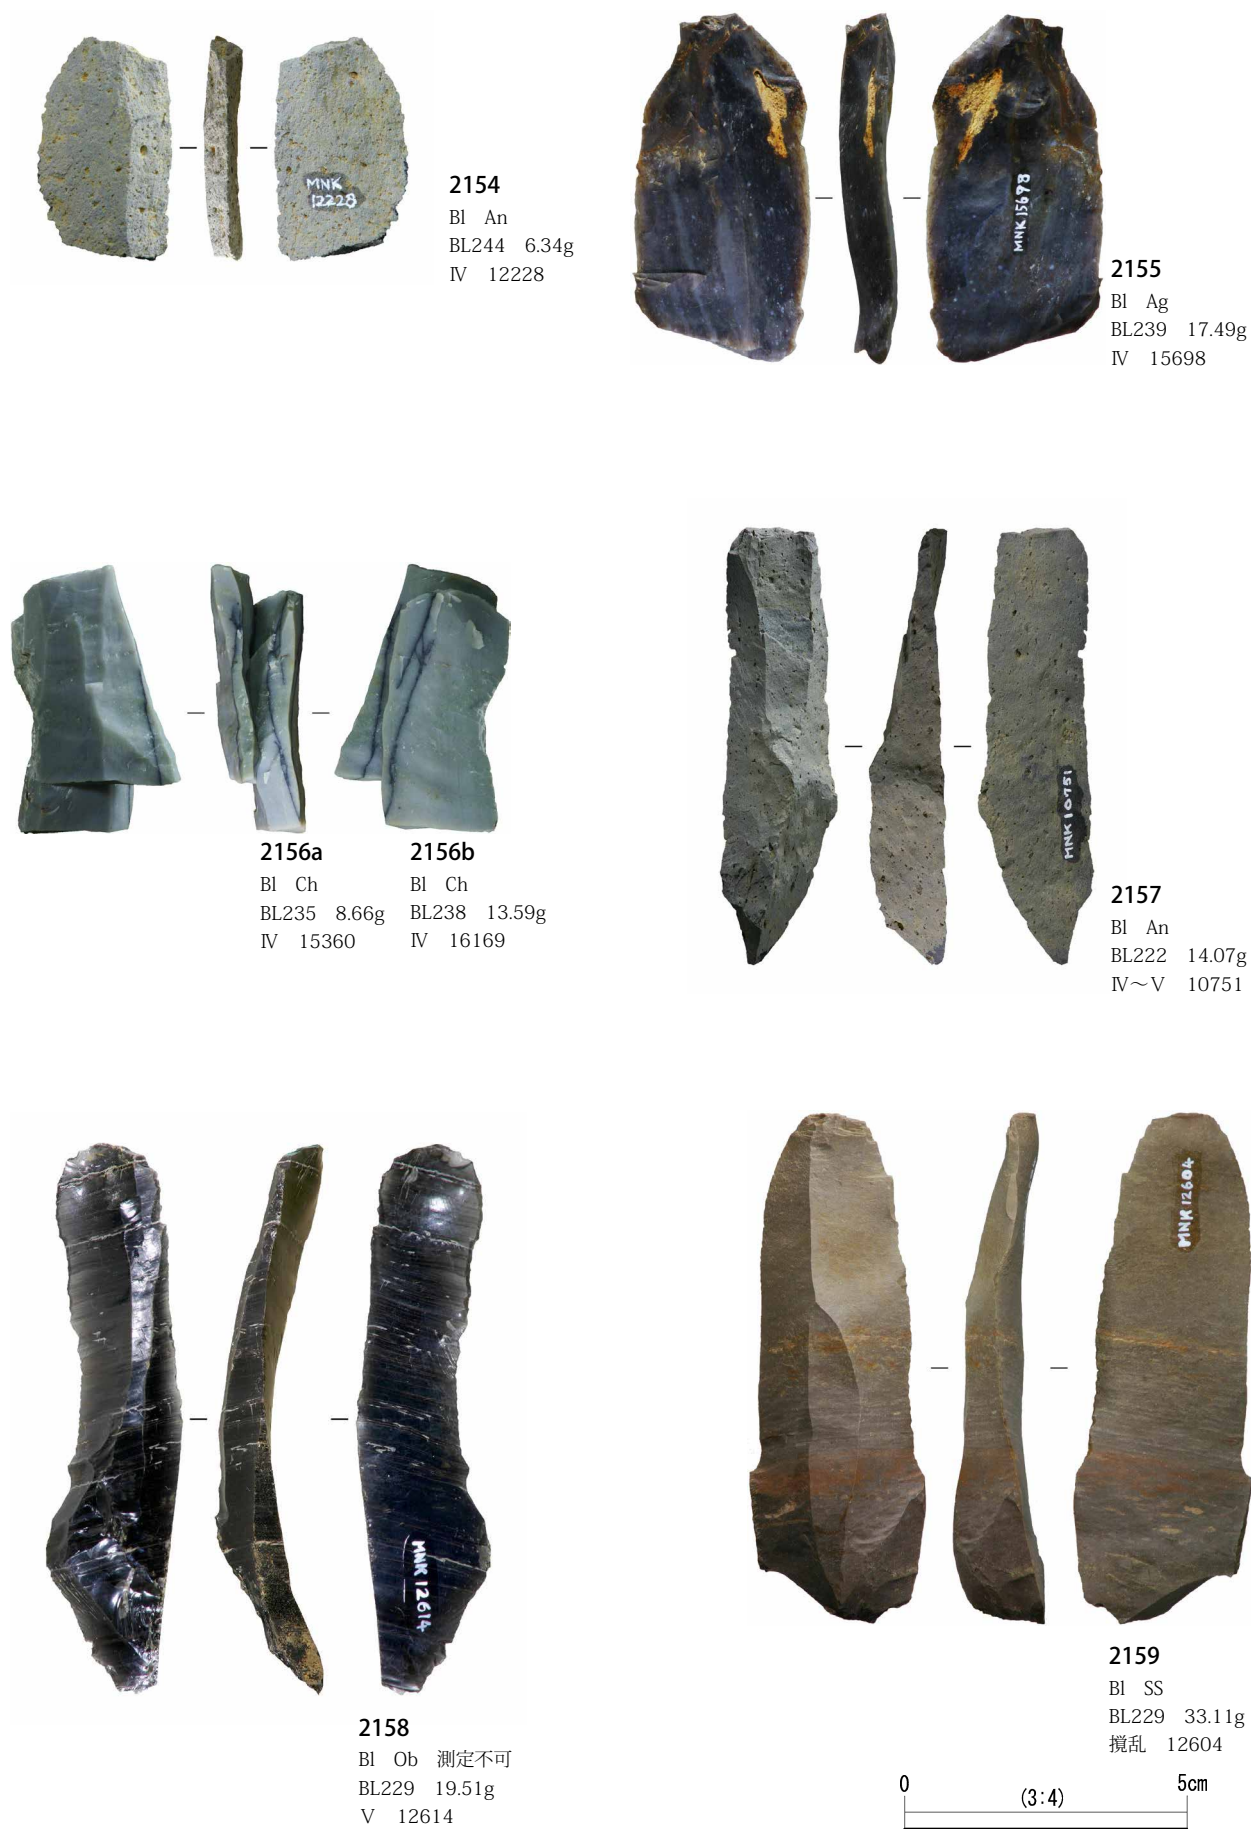 MNK
12228
2154
Bl An
BL244 6.34g
Ⅳ 12228
MNK 15698
2155
Bl Ag
BL239 17.49g
Ⅳ 15698
2156a
Bl Ch
BL235 8.66g
Ⅳ 15360
2156b
Bl Ch
BL238 13.59g
Ⅳ 16169
MNK 10751
2157
Bl An
BL222 14.07g
Ⅳ～Ⅴ 10751
MNK 12614
2158
Bl Ob 測定不可
BL229 19.51g
Ⅴ 12614
MNK 12604
2159
Bl SS
BL229 33.11g
撹乱 12604
0 5cm
(3:4)